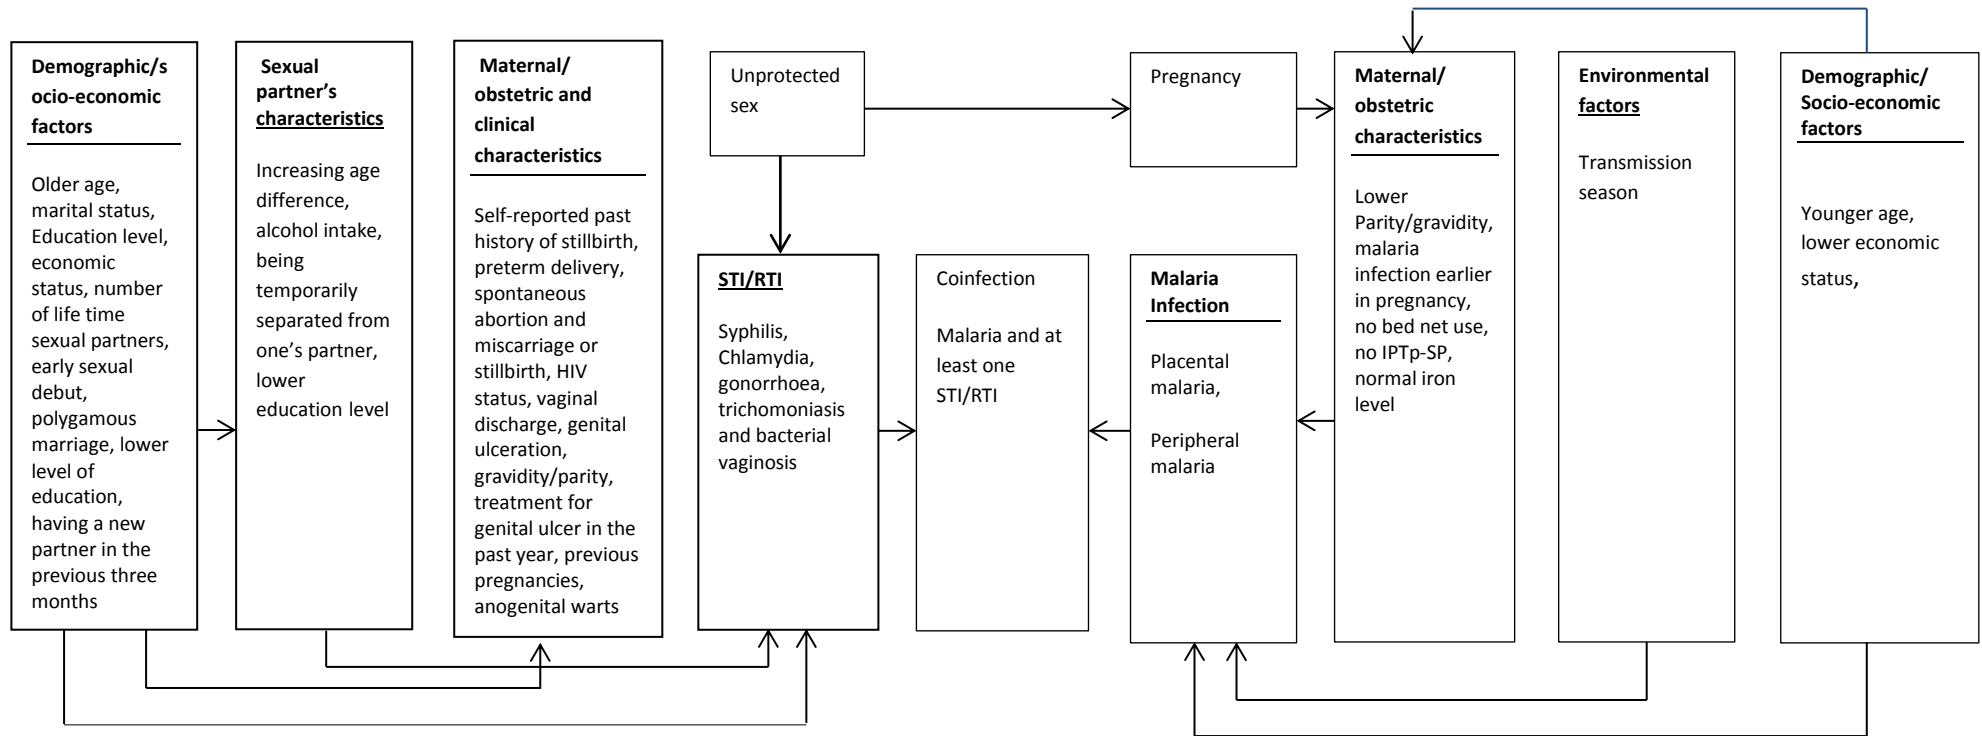 Demographic/s
ocio-economic
factors
Older age,
marital status,
Education level,
economic
status, number
of life time
sexual partners,
early sexual
debut,
polygamous
marriage, lower
level of
education,
having a new
partner in the
previous three
months
Sexual
partner’s
characteristics
Increasing age
difference,
alcohol intake,
being
temporarily
separated from
one’s partner,
lower
education level
Maternal/
obstetric and
clinical
characteristics
Self-reported past
history of stillbirth,
preterm delivery,
spontaneous
abortion and
miscarriage or
stillbirth, HIV
status, vaginal
discharge, genital
ulceration,
gravidity/parity,
treatment for
genital ulcer in the
past year, previous
pregnancies,
anogenital warts
Unprotected
sex
STI/RTI
Syphilis,
Chlamydia,
gonorrhoea,
trichomoniasis
and bacterial
vaginosis
Coinfection
Malaria and at
least one
STI/RTI
Pregnancy
Malaria
Infection
Placental
malaria,
Peripheral
malaria
Maternal/
obstetric
characteristics
Lower
Parity/gravidity,
malaria
infection earlier
in pregnancy,
no bed net use,
no IPTp-SP,
normal iron
level
Environmental
factors
Transmission
season
Demographic/
Socio-economic
factors
Younger age,
lower economic
status,